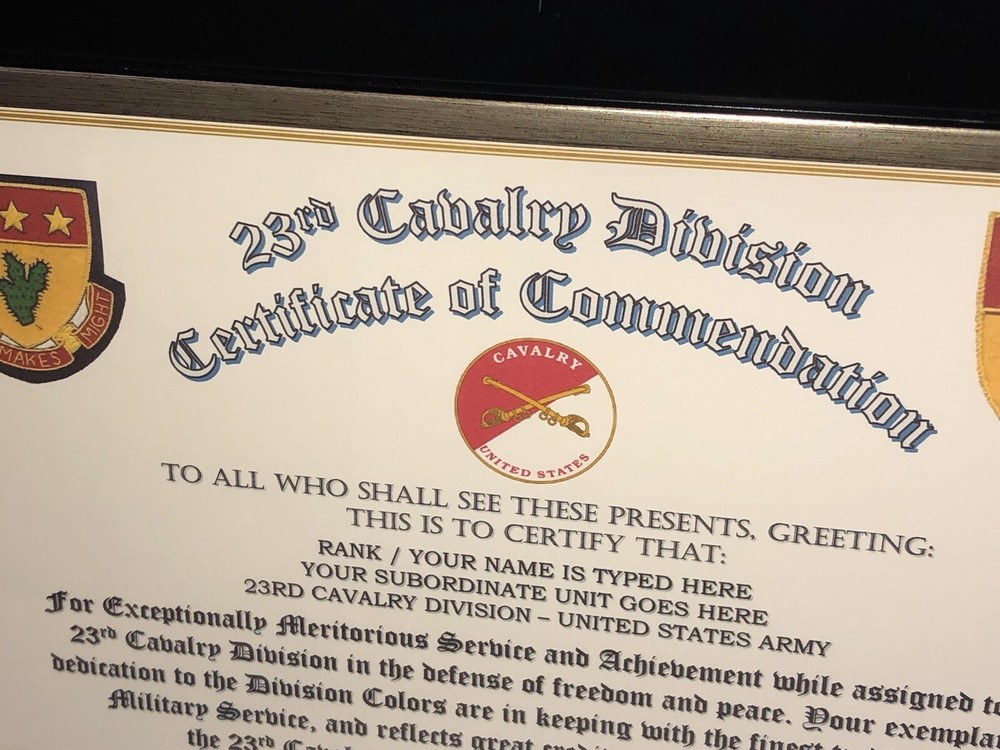 23rd Cavalry Division
Certificate of Commendation
MAKES MIGHT
CAVALRY
UNITED STATES
TO ALL WHO SHALL SEE THESE PRESENTS, GREETING:
THIS IS TO CERTIFY THAT:
RANK / YOUR NAME IS TYPED HERE
YOUR SUBORDINATE UNIT GOES HERE
23RD CAVALRY DIVISION – UNITED STATES ARMY
For Exceptionally Meritorious Service and Achievement while assigned to
23rd Cavalry Division in the defense of freedom and peace. Your
dedication to the Division Colors are in keeping with the finest
Military Service, and reflects great
the 23rd